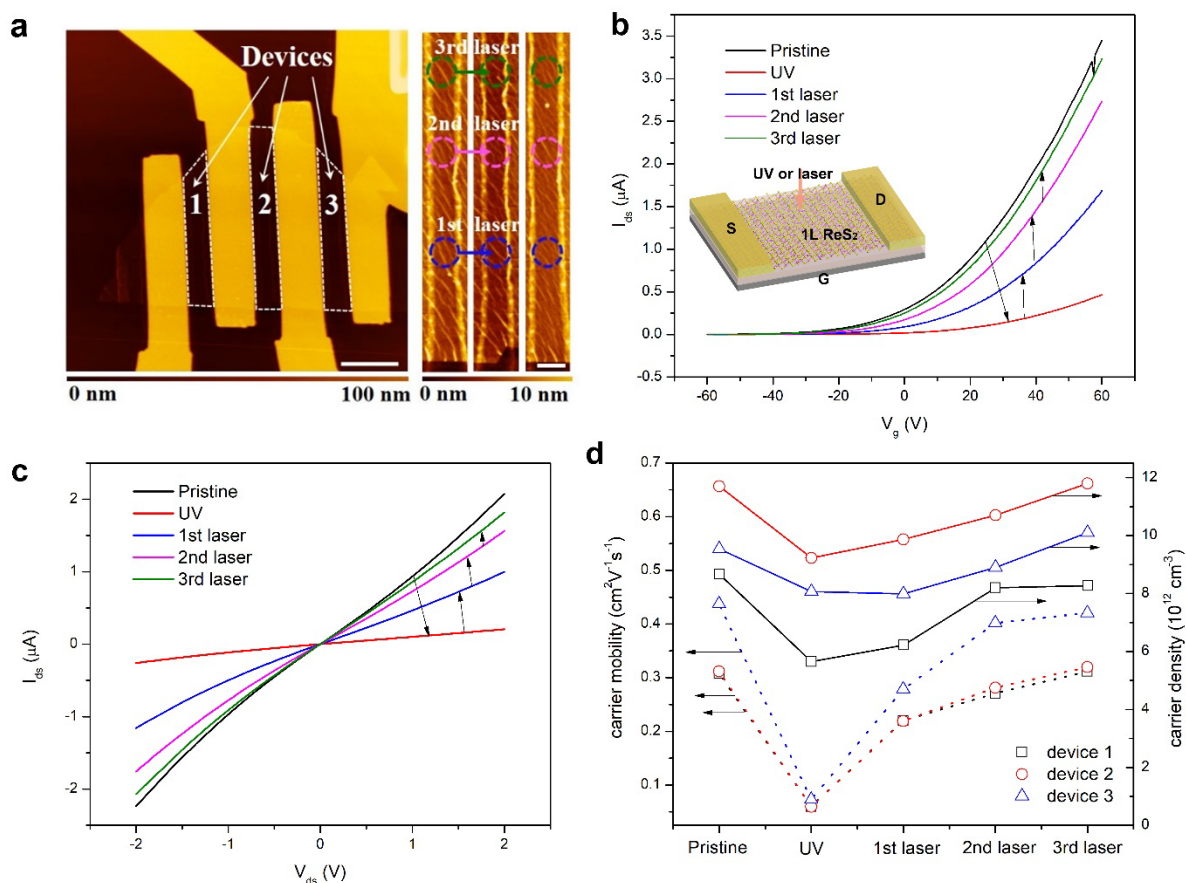 a
Devices
1 2 3
0 nm 100 nm
3rd laser
2nd laser
1st laser
0 nm 10 nm
b
Pristine
UV
1st laser
2nd laser
3rd laser
UV or laser
S
D
1L ReS₂
G
3.5
3.0
2.5
2.0
1.5
1.0
0.5
0.0
-0.5
I_ds (µA)
-60 -40 -20 0 20 40 60
V_g (V)
c
Pristine
UV
1st laser
2nd laser
3rd laser
2
1
0
-1
-2
I_ds (µA)
-2 -1 0 1 2
V_ds (V)
d
0.7
0.6
0.5
0.4
0.3
0.2
0.1
carrier mobility (cm²V⁻¹s⁻¹)
12
10
8
6
4
2
0
carrier density (10¹² cm⁻³)
device 1
device 2
device 3
Pristine UV 1st laser 2nd laser 3rd laser